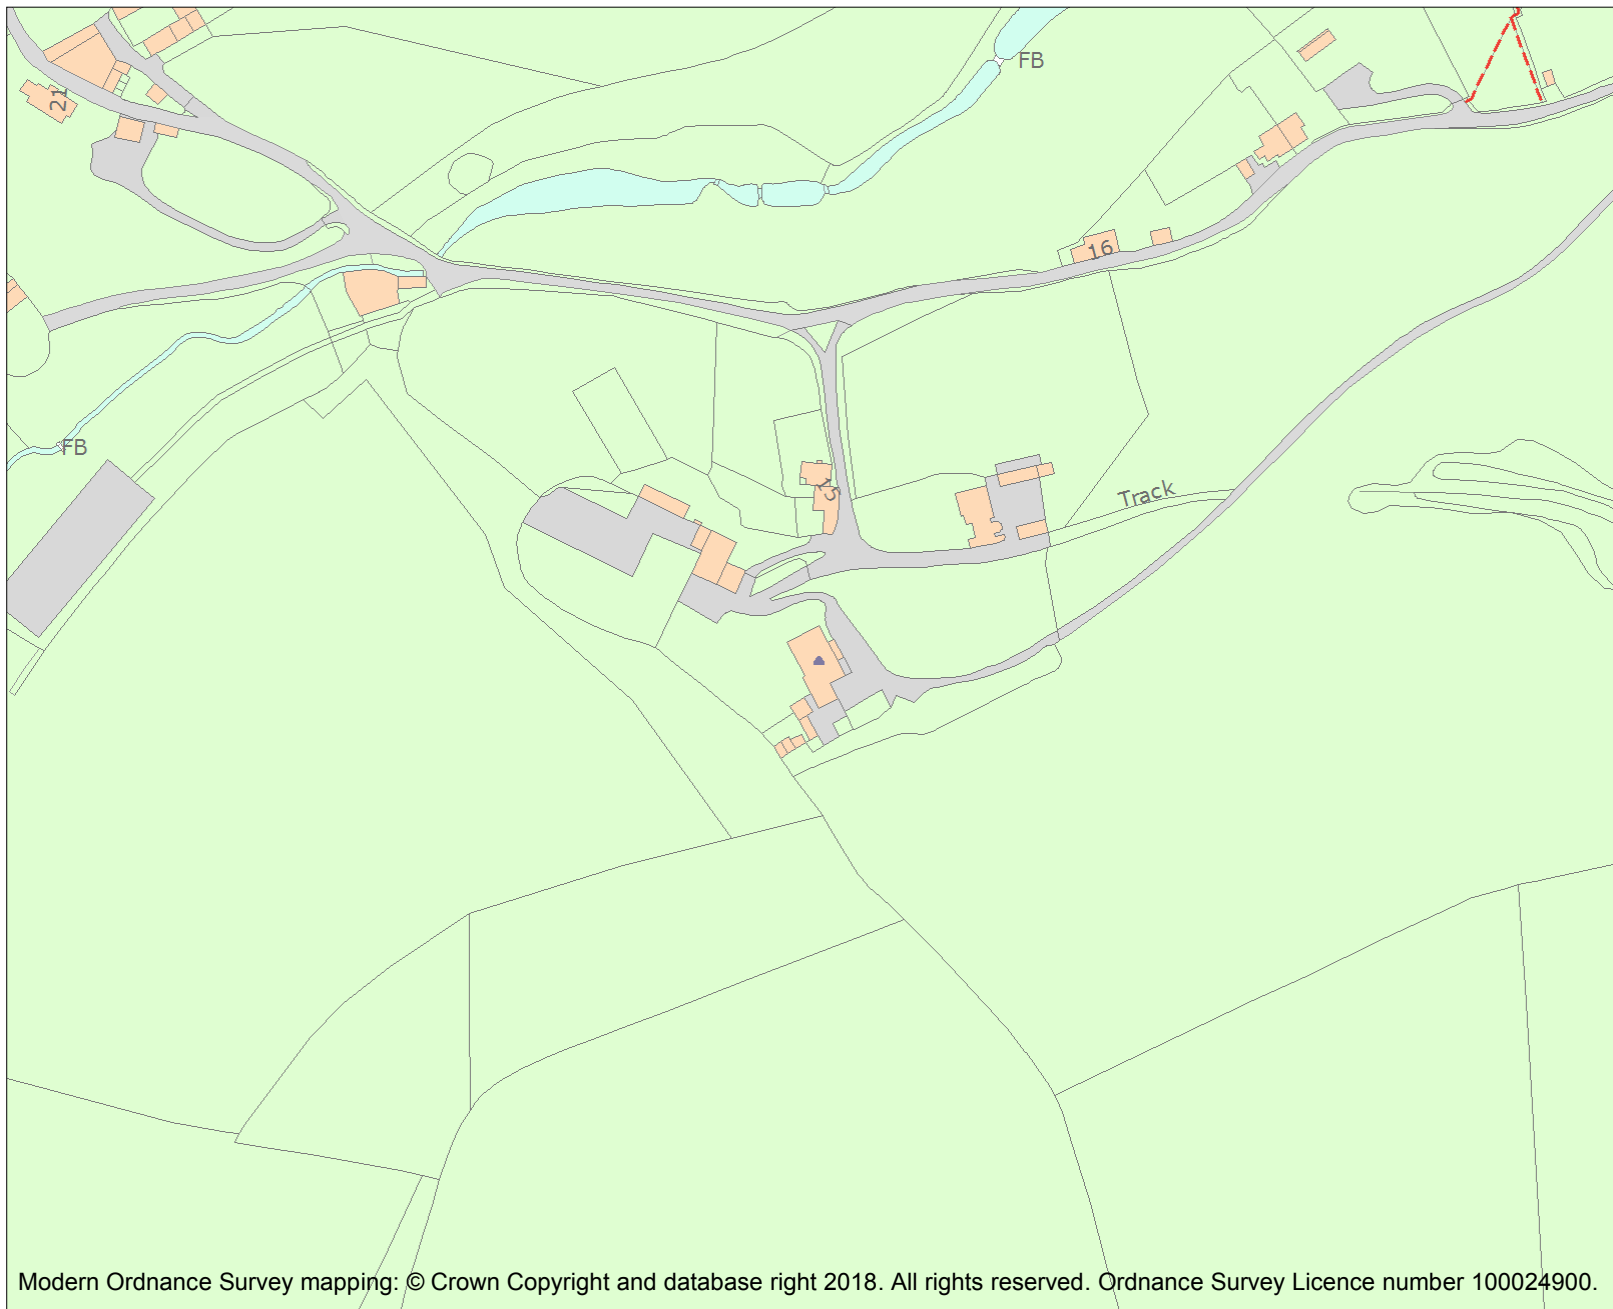 FB
21
16
FB
15
Track
Modern Ordnance Survey mapping: © Crown Copyright and database right 2018. All rights reserved. Ordnance Survey Licence number 100024900.